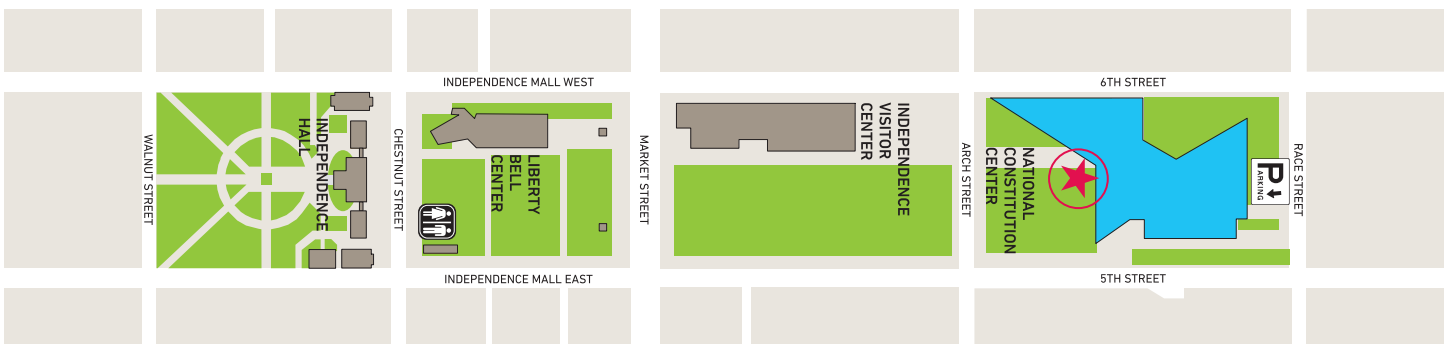 INDEPENDENCE MALL WEST
6TH STREET
WALNUT STREET
INDEPENDENCE
HALL
CHESTNUT STREET
LIBERTY
BELL
CENTER
MARKET STREET
INDEPENDENCE
VISITOR
CENTER
ARCH STREET
NATIONAL
CONSTITUTION
CENTER
P
PARKING
RACE STREET
INDEPENDENCE MALL EAST
5TH STREET